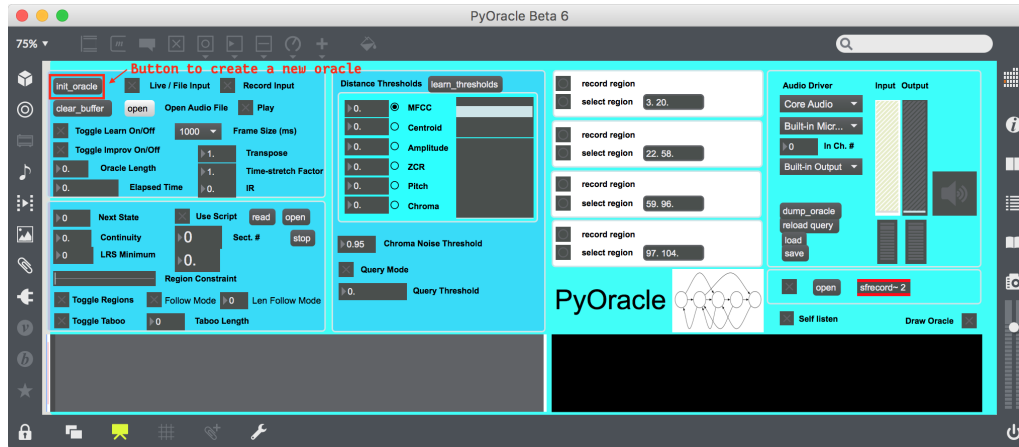 PyOracle Beta 6
75%
Button to create a new oracle
init_oracle Live / File Input Record Input
clear_buffer open Open Audio File Play
Toggle Learn On/Off 1000 Frame Size (ms)
Toggle Improv On/Off 1. Transpose
0. Oracle Length 1. Time-stretch Factor
0. Elapsed Time 0. IR
0 Next State Use Script read open
0. Continuity 0 Sect. # stop
0 LRS Minimum 0.
Region Constraint
Toggle Regions Follow Mode 0 Len Follow Mode
Toggle Taboo 0 Taboo Length
Distance Thresholds learn_thresholds
0. MFCC
0. Centroid
0. Amplitude
0. ZCR
0. Pitch
0. Chroma
0.95 Chroma Noise Threshold
Query Mode
0. Query Threshold
record region
select region 3. 20.
record region
select region 22. 58.
record region
select region 59. 96.
record region
select region 97. 104.
PyOracle
Audio Driver Input Output
Core Audio
Built-in Micr...
0 In Ch. #
Built-in Output
dump_oracle
reload query
load
save
open sfrecord~ 2
Self listen Draw Oracle